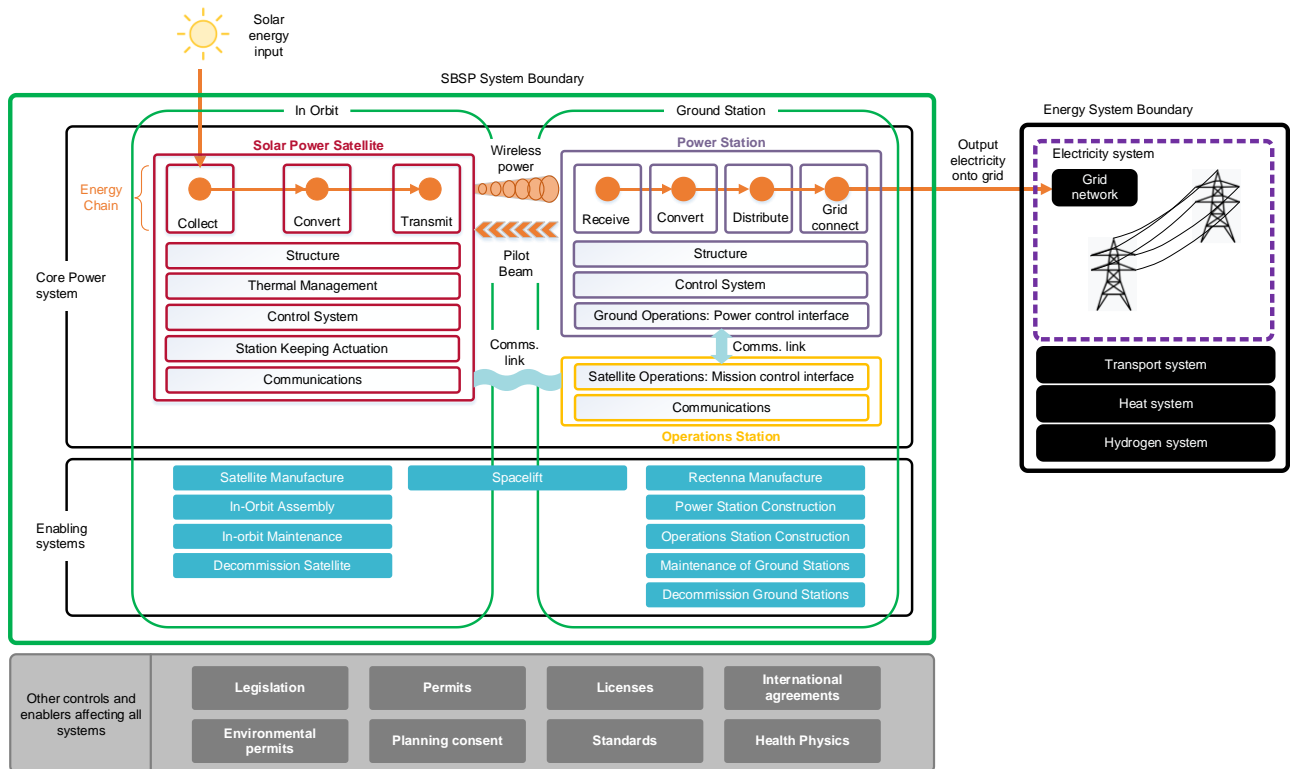 Solar
energy
input
SBSP System Boundary
In Orbit
Ground Station
Energy System Boundary
Solar Power Satellite
Wireless
power
Power Station
Output
electricity
onto grid
Electricity system
Grid
network
Energy
Chain
Collect
Convert
Transmit
Receive
Convert
Distribute
Grid
connect
Core Power
system
Structure
Thermal Management
Control System
Station Keeping Actuation
Communications
Pilot
Beam
Comms.
link
Structure
Control System
Ground Operations: Power control interface
Comms. link
Satellite Operations: Mission control interface
Communications
Operations Station
Transport system
Heat system
Hydrogen system
Enabling
systems
Satellite Manufacture
In-Orbit Assembly
In-orbit Maintenance
Decommission Satellite
Spacelift
Rectenna Manufacture
Power Station Construction
Operations Station Construction
Maintenance of Ground Stations
Decommission Ground Stations
Other controls and
enablers affecting all
systems
Legislation
Permits
Licenses
International
agreements
Environmental
permits
Planning consent
Standards
Health Physics